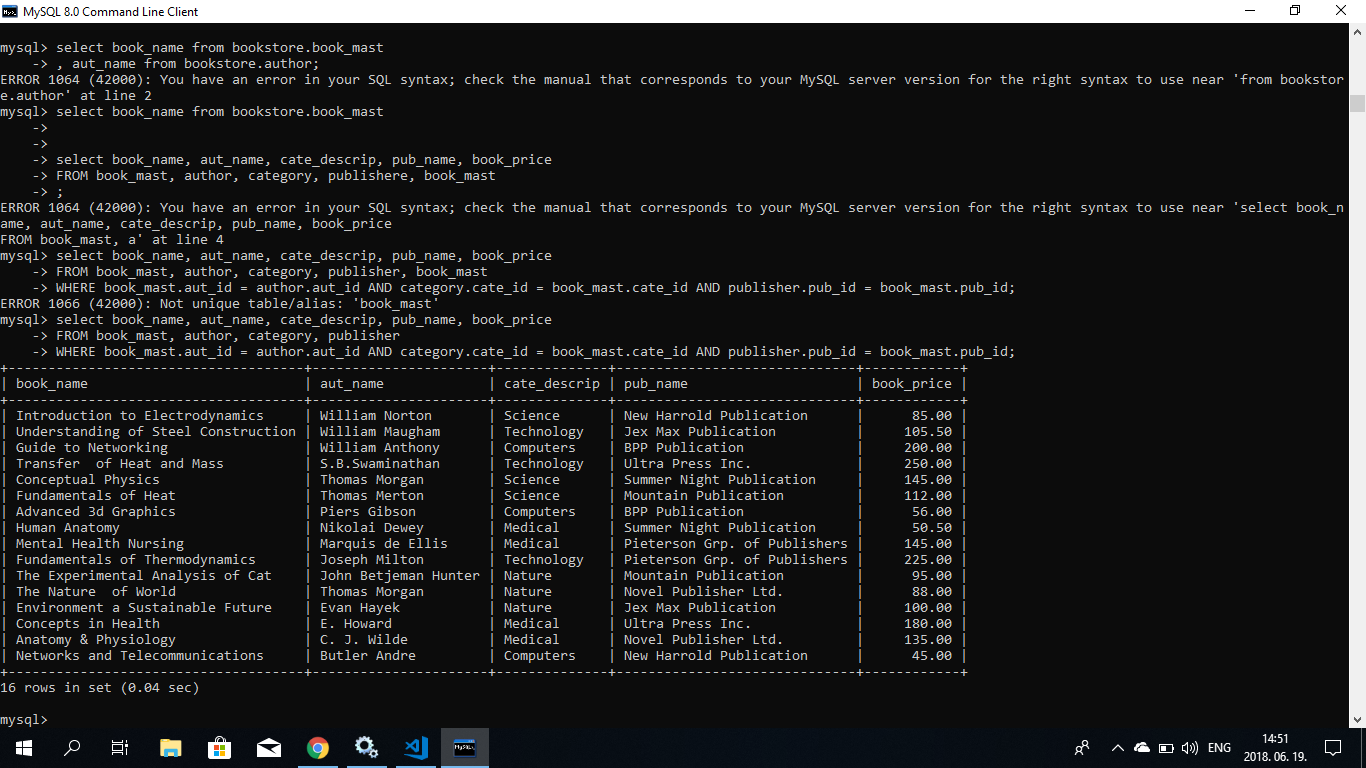 MySQL 8.0 Command Line Client
mysql> select book_name from bookstore.book_mast
    -> , aut_name from bookstore.author;
ERROR 1064 (42000): You have an error in your SQL syntax; check the manual that corresponds to your MySQL server version for the right syntax to use near 'from bookstor
e.author' at line 2
mysql> select book_name from bookstore.book_mast
    ->
    ->
    -> select book_name, aut_name, cate_descrip, pub_name, book_price
    -> FROM book_mast, author, category, publishere, book_mast
    -> ;
ERROR 1064 (42000): You have an error in your SQL syntax; check the manual that corresponds to your MySQL server version for the right syntax to use near 'select book_n
ame, aut_name, cate_descrip, pub_name, book_price
FROM book_mast, a' at line 4
mysql> select book_name, aut_name, cate_descrip, pub_name, book_price
    -> FROM book_mast, author, category, publisher, book_mast
    -> WHERE book_mast.aut_id = author.aut_id AND category.cate_id = book_mast.cate_id AND publisher.pub_id = book_mast.pub_id;
ERROR 1066 (42000): Not unique table/alias: 'book_mast'
mysql> select book_name, aut_name, cate_descrip, pub_name, book_price
    -> FROM book_mast, author, category, publisher
    -> WHERE book_mast.aut_id = author.aut_id AND category.cate_id = book_mast.cate_id AND publisher.pub_id = book_mast.pub_id;
+-------------------------------------+----------------------+--------------+------------------------------+------------+
| book_name                           | aut_name             | cate_descrip | pub_name                     | book_price |
+-------------------------------------+----------------------+--------------+------------------------------+------------+
| Introduction to Electrodynamics     | William Norton       | Science      | New Harrold Publication      |      85.00 |
| Understanding of Steel Construction | William Maugham      | Technology   | Jex Max Publication          |     105.50 |
| Guide to Networking                 | William Anthony      | Computers    | BPP Publication              |     200.00 |
| Transfer  of Heat and Mass          | S.B.Swaminathan      | Technology   | Ultra Press Inc.             |     250.00 |
| Conceptual Physics                  | Thomas Morgan        | Science      | Summer Night Publication     |     145.00 |
| Fundamentals of Heat                | Thomas Merton        | Science      | Mountain Publication         |     112.00 |
| Advanced 3d Graphics                | Piers Gibson         | Computers    | BPP Publication              |      56.00 |
| Human Anatomy                       | Nikolai Dewey        | Medical      | Summer Night Publication     |      50.50 |
| Mental Health Nursing               | Marquis de Ellis     | Medical      | Pieterson Grp. of Publishers |     145.00 |
| Fundamentals of Thermodynamics      | Joseph Milton        | Technology   | Pieterson Grp. of Publishers |     225.00 |
| The Experimental Analysis of Cat    | John Betjeman Hunter | Nature       | Mountain Publication         |      95.00 |
| The Nature  of World                | Thomas Morgan        | Nature       | Novel Publisher Ltd.         |      88.00 |
| Environment a Sustainable Future    | Evan Hayek           | Nature       | Jex Max Publication          |     100.00 |
| Concepts in Health                  | E. Howard            | Medical      | Ultra Press Inc.             |     180.00 |
| Anatomy & Physiology                | C. J. Wilde          | Medical      | Novel Publisher Ltd.         |     135.00 |
| Networks and Telecommunications     | Butler Andre         | Computers    | New Harrold Publication      |      45.00 |
+-------------------------------------+----------------------+--------------+------------------------------+------------+
16 rows in set (0.04 sec)
mysql>
ENG
14:51
2018. 06. 19.